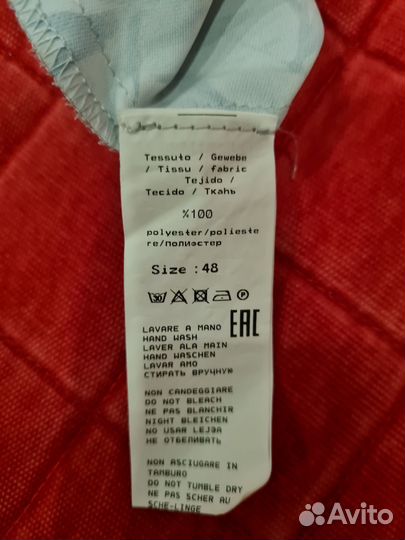 Tessuto / Gewebe
/ Tissu / fabric
Tejido /
Tecido / Ткань
%100
polyester/polieste
re/полиэстер
Size : 48
30
LAVARE A MANO
HAND WASH
LAVER ALA MAIN
HAND WASCHEN
LAVAR AMO
СТИРАТЬ ВРУЧНУЮ
EAC
NON CANDEGGIARE
DO NOT BLEACH
NE PAS BLANCHIR
NIGHT BLEICHEN
NO USAR LEJЗA
НЕ ОТБЕЛИВАТЬ
NON ASCIUGARE IN
TAMBURO
DO NOT TUMBLE DRY
NE PAS SCHER AU
SCHE-LINGE
Avito